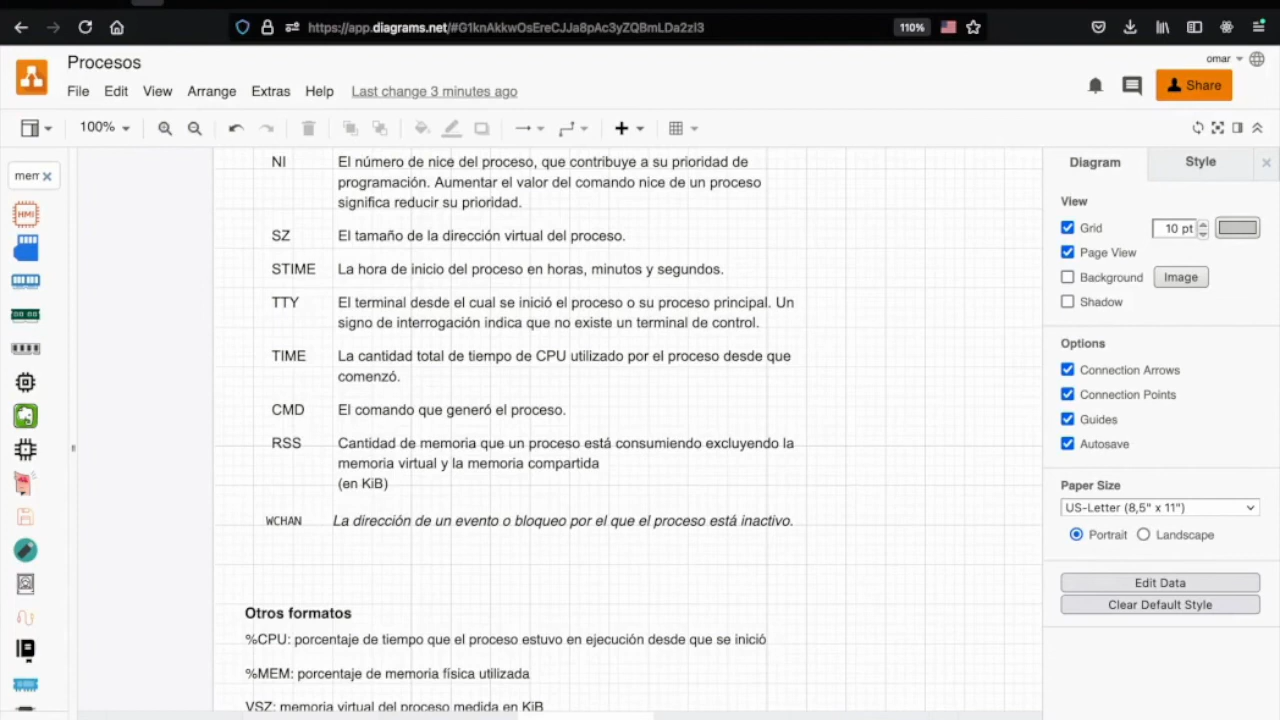 https://app.diagrams.net/#G1knAkkwOsEreCJJa8pAc3yZQBmLDa2zI3
110%
Procesos
omar
File Edit View Arrange Extras Help Last change 3 minutes ago
Share
100%
Diagram Style
merr
HMI
NI El número de nice del proceso, que contribuye a su prioridad de
programación. Aumentar el valor del comando nice de un proceso
significa reducir su prioridad.
SZ El tamaño de la dirección virtual del proceso.
STIME La hora de inicio del proceso en horas, minutos y segundos.
TTY El terminal desde el cual se inició el proceso o su proceso principal. Un
signo de interrogación indica que no existe un terminal de control.
TIME La cantidad total de tiempo de CPU utilizado por el proceso desde que
comenzó.
CMD El comando que generó el proceso.
RSS Cantidad de memoria que un proceso está consumiendo excluyendo la
memoria virtual y la memoria compartida
(en KiB)
WCHAN La dirección de un evento o bloqueo por el que el proceso está inactivo.
Otros formatos
%CPU: porcentaje de tiempo que el proceso estuvo en ejecución desde que se inició
%MEM: porcentaje de memoria física utilizada
VSZ: memoria virtual del proceso medida en KiB
View
Grid 10 pt
Page View
Background Image
Shadow
Options
Connection Arrows
Connection Points
Guides
Autosave
Paper Size
US-Letter (8,5" x 11")
Portrait Landscape
Edit Data
Clear Default Style